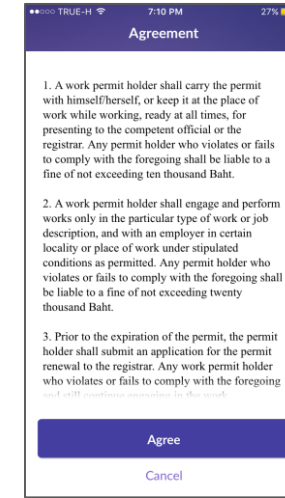 TRUE-H 7:10 PM 27%
Agreement
1. A work permit holder shall carry the permit
with himself/herself, or keep it at the place of
work while working, ready at all times, for
presenting to the competent official or the
registrar. Any permit holder who violates or fails
to comply with the foregoing shall be liable to a
fine of not exceeding ten thousand Baht.
2. A work permit holder shall engage and perform
works only in the particular type of work or job
description, and with an employer in certain
locality or place of work under stipulated
conditions as permitted. Any permit holder who
violates or fails to comply with the foregoing shall
be liable to a fine of not exceeding twenty
thousand Baht.
3. Prior to the expiration of the permit, the permit
holder shall submit an application for the permit
renewal to the registrar. Any work permit holder
who violates or fails to comply with the foregoing
and still continue engaging in the work
Agree
Cancel